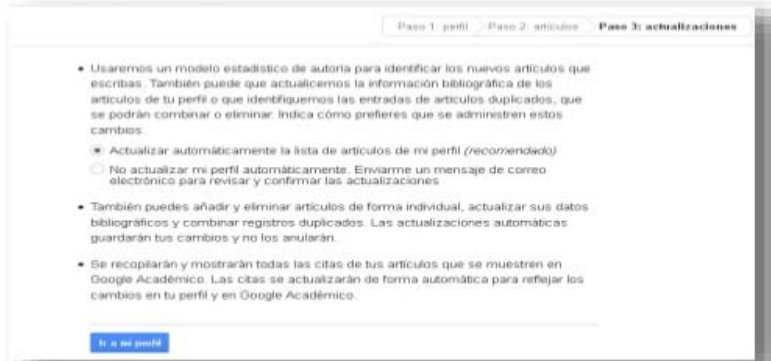 Paso 1: perfil Paso 2: artículos Paso 3: actualizaciones
• Usaremos un modelo estadístico de autoría para identificar los nuevos artículos que
escribas. También puede que actualicemos la información bibliográfica de los
artículos de tu perfil o que identifiquemos las entradas de artículos duplicados, que
se podrán combinar o eliminar. Indica cómo prefieres que se administren estos
cambios.
Actualizar automáticamente la lista de artículos de mi perfil (recomendado)
No actualizar mi perfil automáticamente. Enviarme un mensaje de correo
electrónico para revisar y confirmar las actualizaciones
• También puedes añadir y eliminar artículos de forma individual, actualizar sus datos
bibliográficos y combinar registros duplicados. Las actualizaciones automáticas
guardarán tus cambios y no los anularán.
• Se recopilarán y mostrarán todas las citas de tus artículos que se muestren en
Google Académico. Las citas se actualizarán de forma automática para reflejar los
cambios en tu perfil y en Google Académico.
Ir a mi perfil